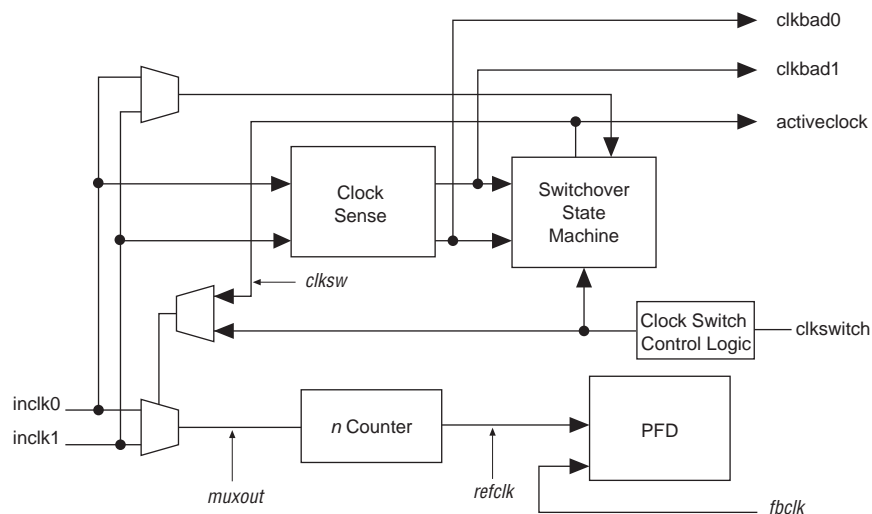 clkbad0
clkbad1
activeclock
Clock
Sense
Switchover
State
Machine
clksw
Clock Switch
Control Logic
clkswitch
inclk0
inclk1
n Counter
PFD
muxout
refclk
fbclk